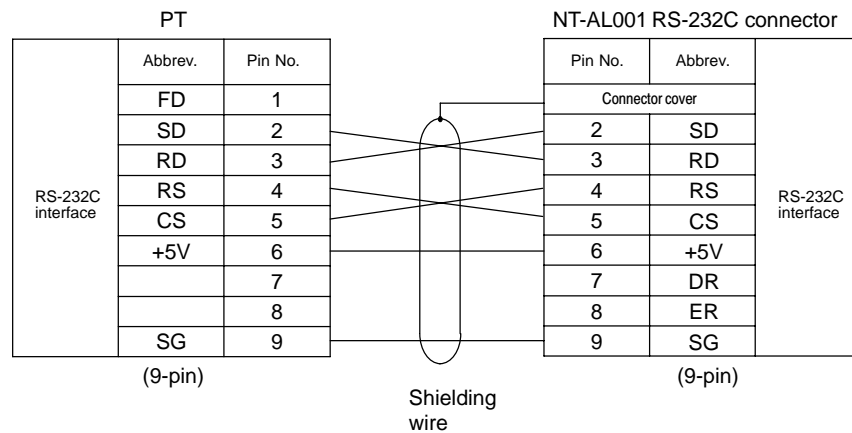 PT
NT-AL001 RS-232C connector
Abbrev. Pin No.
Pin No. Abbrev.
FD 1
Connector cover
SD 2
2 SD
RD 3
3 RD
RS 4
4 RS
CS 5
5 CS
+5V 6
6 +5V
7
7 DR
8
8 ER
SG 9
9 SG
RS-232C
interface
RS-232C
interface
(9-pin)
(9-pin)
Shielding
wire